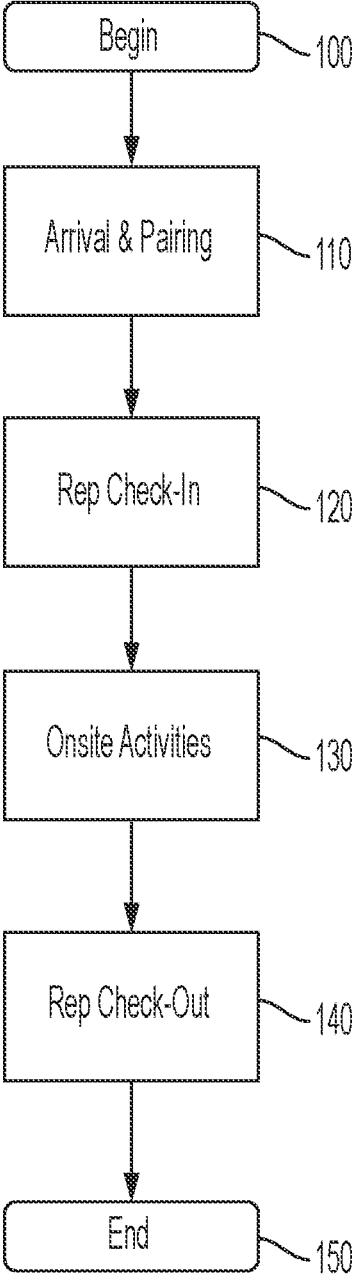 Begin
100
Arrival & Pairing
110
Rep Check-In
120
Onsite Activities
130
Rep Check-Out
140
End
150